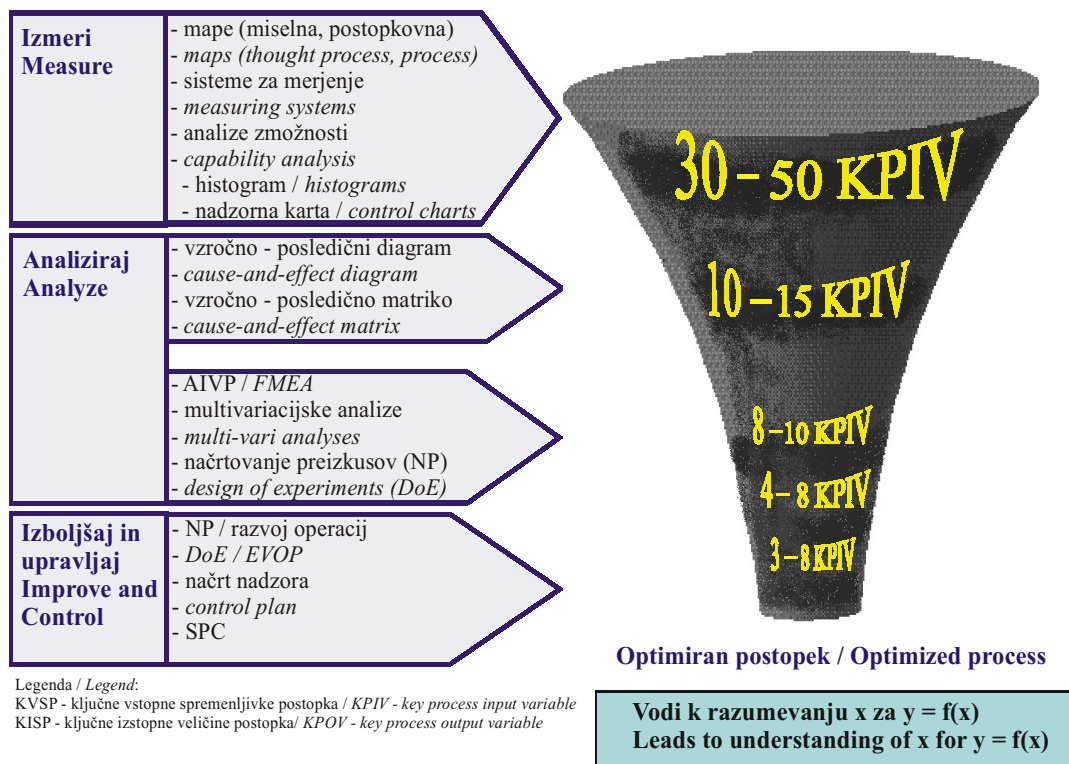 Izmeri
Measure
- mape (miselna, postopkovna)
- maps (thought process, process)
- sisteme za merjenje
- measuring systems
- analize zmožnosti
- capability analysis
- histogram / histograms
- nadzorna karta / control charts
Analiziraj
Analyze
- vzročno - posledični diagram
- cause-and-effect diagram
- vzročno - posledično matriko
- cause-and-effect matrix
- AIVP / FMEA
- multivariacijske analize
- multi-vari analyses
- načrtovanje preizkusov (NP)
- design of experiments (DoE)
Izboljšaj in
upravljaj
Improve and
Control
- NP / razvoj operacij
- DoE / EVOP
- načrt nadzora
- control plan
- SPC
30 – 50 KPIV
10 – 15 KPIV
8 – 10 KPIV
4 – 8 KPIV
3 – 8 KPIV
Optimiran postopek / Optimized process
Legenda / Legend:
KVSP - ključne vstopne spremenljivke postopka / KPIV - key process input variable
KISP - ključne izstopne veličine postopka/ KPOV - key process output variable
Vodi k razumevanju x za y = f(x)
Leads to understanding of x for y = f(x)